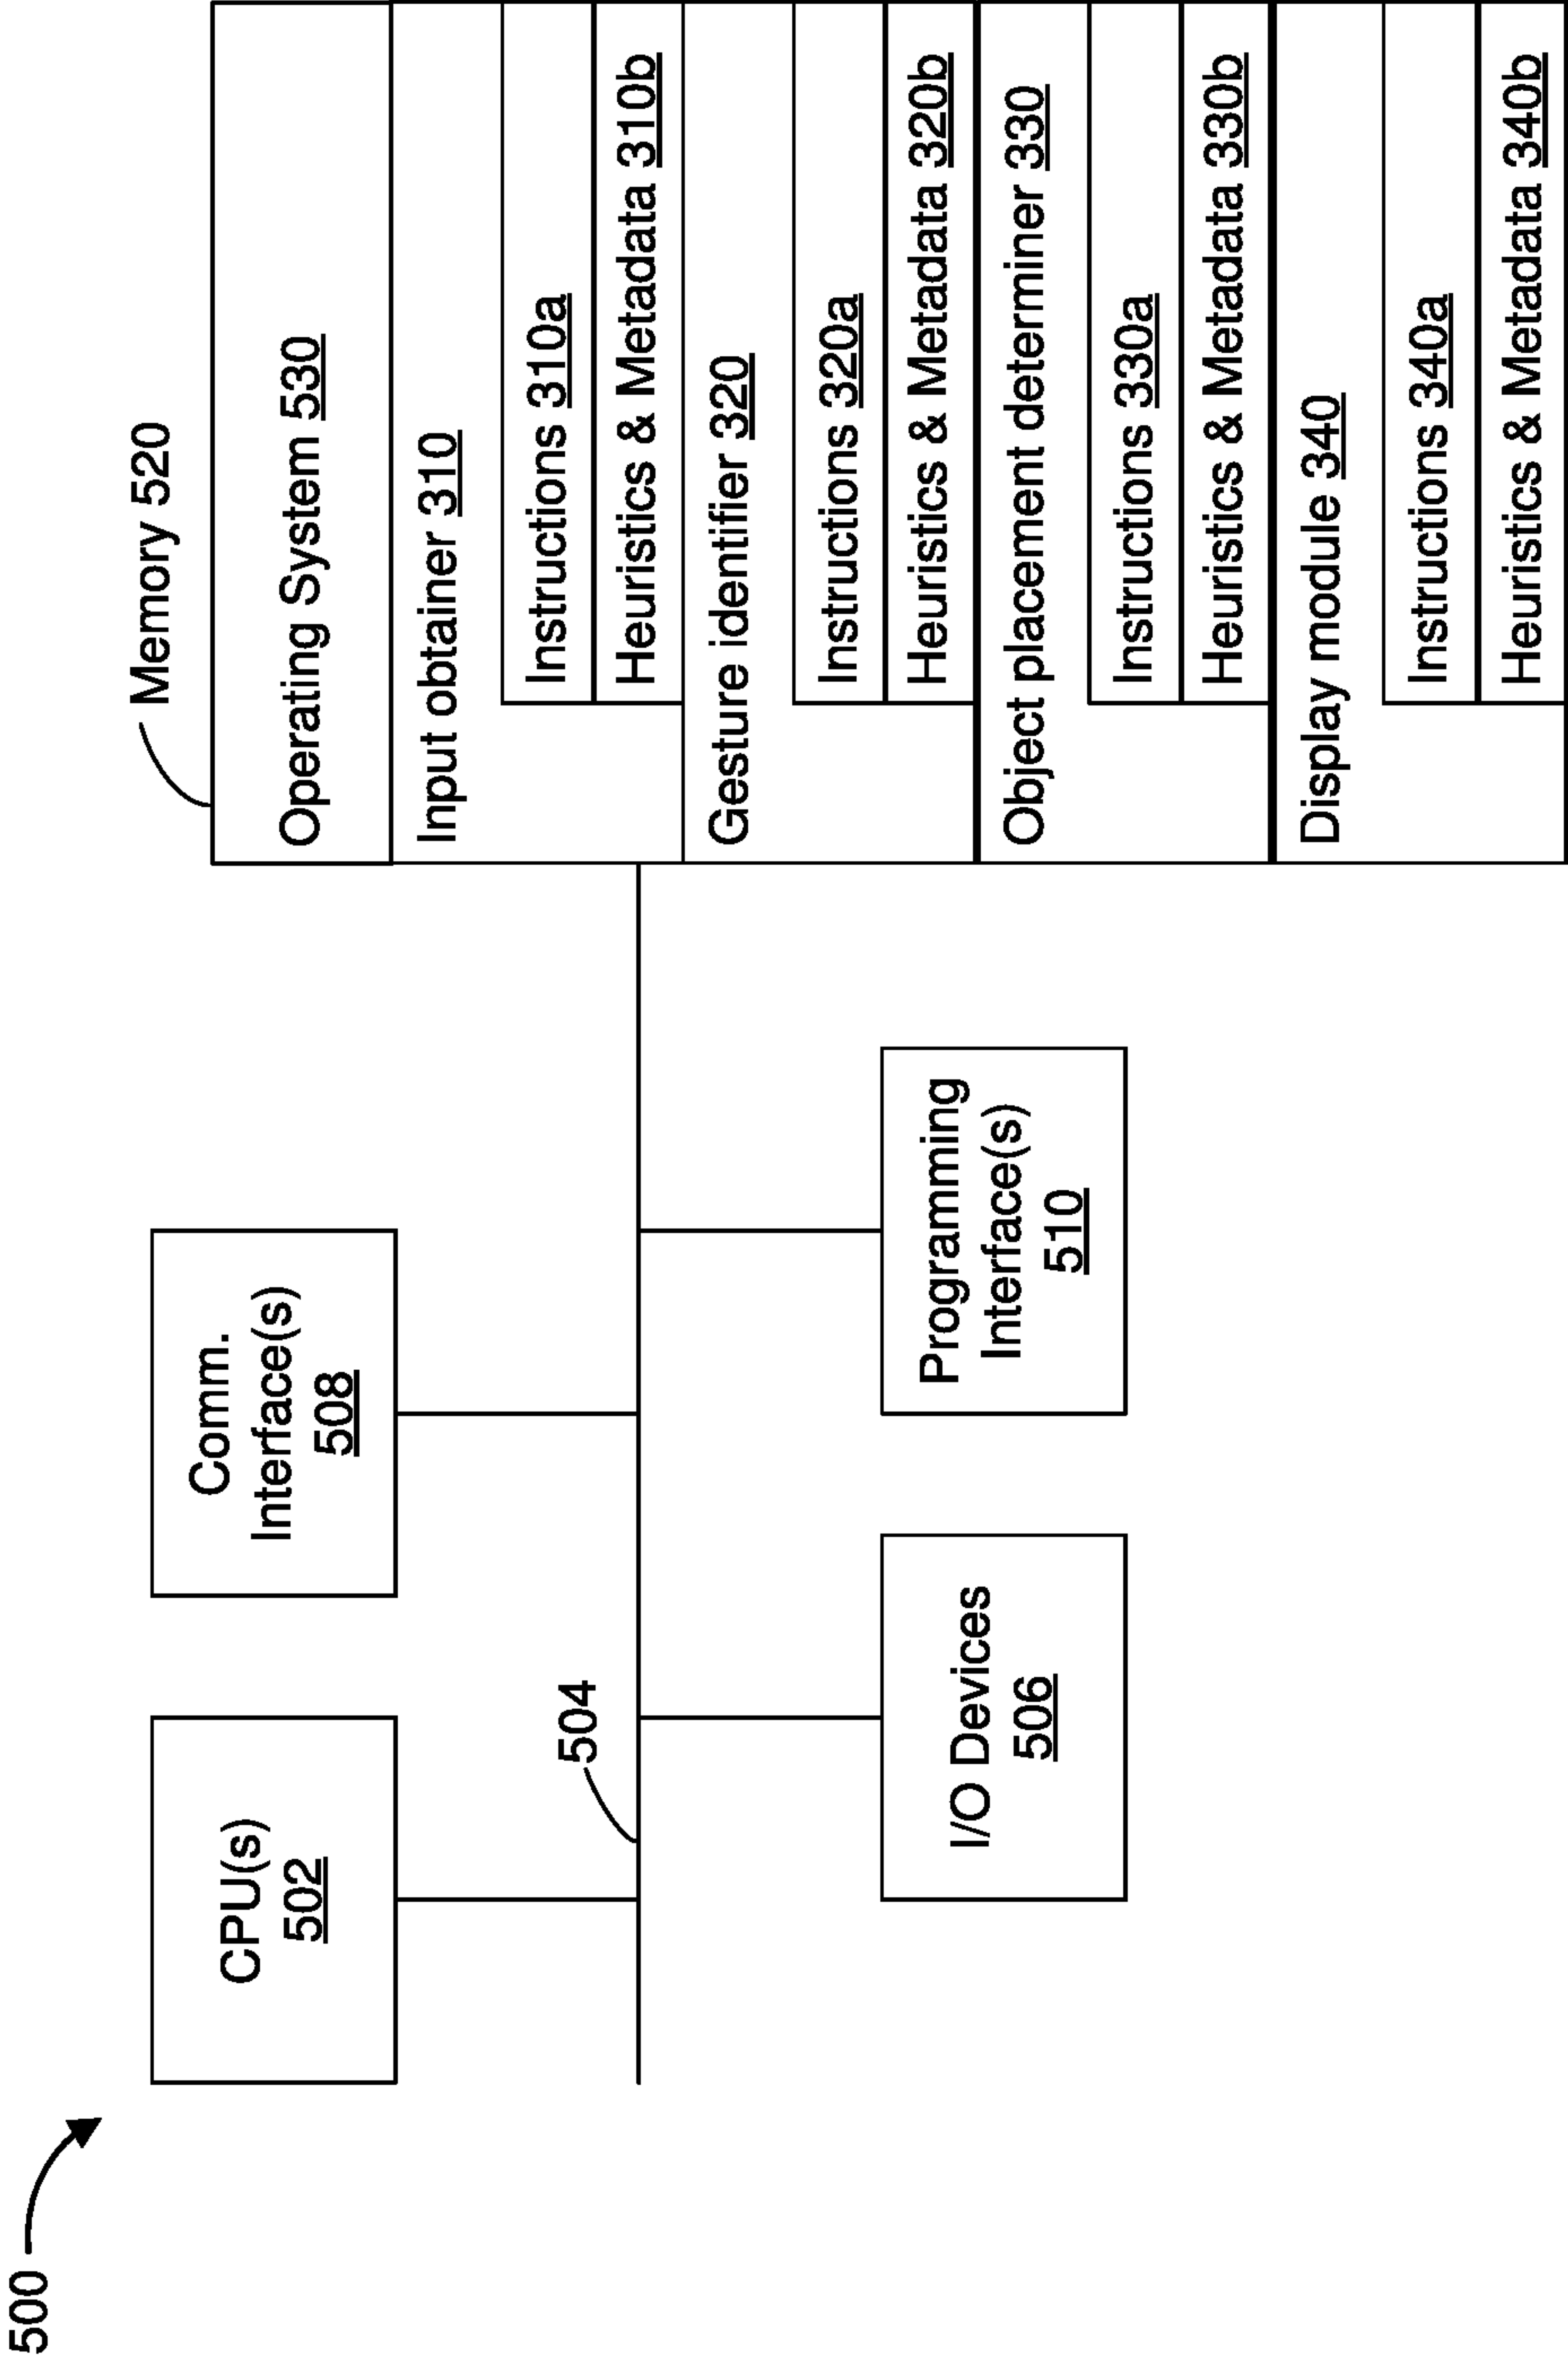 500
CPU(s)
502
Comm.
Interface(s)
508
504
I/O Devices
506
Programming
Interface(s)
510
Memory 520
Operating System 530
Input obtainer 310
Instructions 310a
Heuristics & Metadata 310b
Gesture identifier 320
Instructions 320a
Heuristics & Metadata 320b
Object placement determiner 330
Instructions 330a
Heuristics & Metadata 330b
Display module 340
Instructions 340a
Heuristics & Metadata 340b